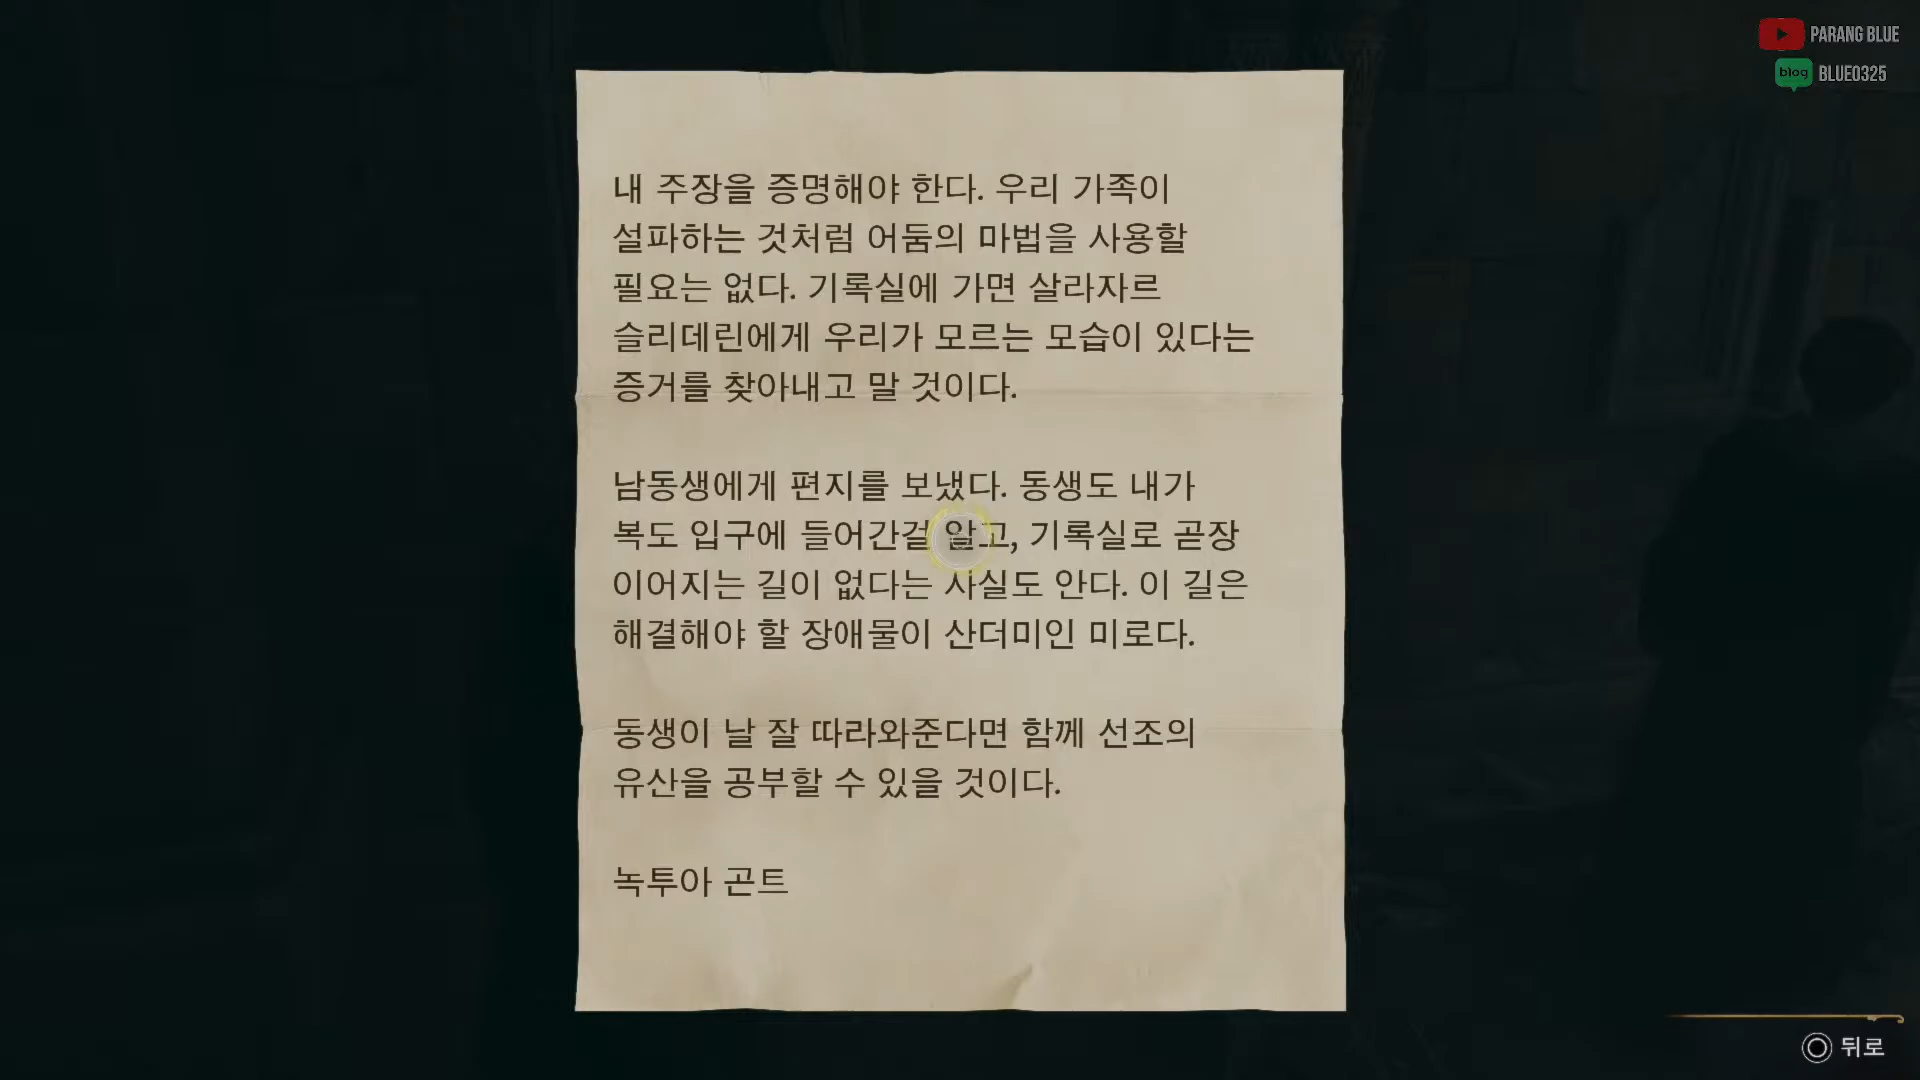 PARANG BLUE
blog BLUE0325
내 주장을 증명해야 한다. 우리 가족이
설파하는 것처럼 어둠의 마법을 사용할
필요는 없다. 기록실에 가면 살라자르
슬리데린에게 우리가 모르는 모습이 있다는
증거를 찾아내고 말 것이다.
남동생에게 편지를 보냈다. 동생도 내가
복도 입구에 들어간걸 알고, 기록실로 곧장
이어지는 길이 없다는 사실도 안다. 이 길은
해결해야 할 장애물이 산더미인 미로다.
동생이 날 잘 따라와준다면 함께 선조의
유산을 공부할 수 있을 것이다.
녹투아 곤트
뒤로